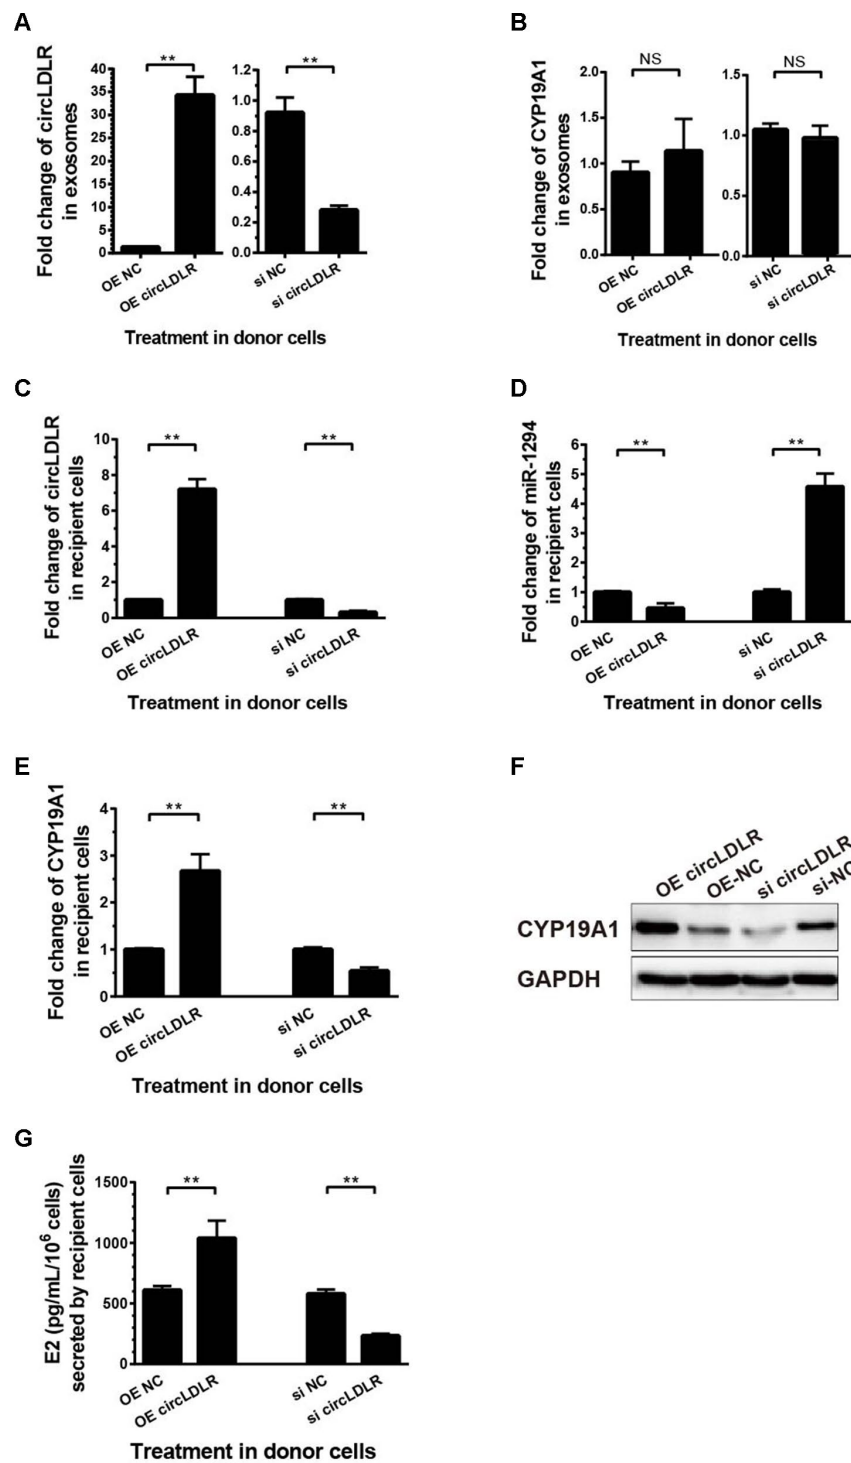 A
Fold change of circLDLR
in exosomes
40
35
30
25
20
15
10
5
0
**
OE NC
OE circLDLR
1.2
1.0
0.8
0.6
0.4
0.2
0.0
**
si NC
si circLDLR
Treatment in donor cells
B
Fold change of CYP19A1
in exosomes
2.0
1.5
1.0
0.5
0.0
NS
OE NC
OE circLDLR
1.5
1.0
0.5
0.0
NS
si NC
si circLDLR
Treatment in donor cells
C
Fold change of circLDLR
in recipient cells
10
8
6
4
2
0
**
**
OE NC
OE circLDLR
si NC
si circLDLR
Treatment in donor cells
D
Fold change of miR-1294
in recipient cells
6
5
4
3
2
1
0
**
**
OE NC
OE circLDLR
si NC
si circLDLR
Treatment in donor cells
E
Fold change of CYP19A1
in recipient cells
4
3
2
1
0
**
**
OE NC
OE circLDLR
si NC
si circLDLR
Treatment in donor cells
F
OE circLDLR
OE-NC
si circLDLR
si-NC
CYP19A1
GAPDH
G
E2 (pg/mL/10⁶ cells)
secreted by recipient cells
1500
1000
500
0
**
**
OE NC
OE circLDLR
si NC
si circLDLR
Treatment in donor cells